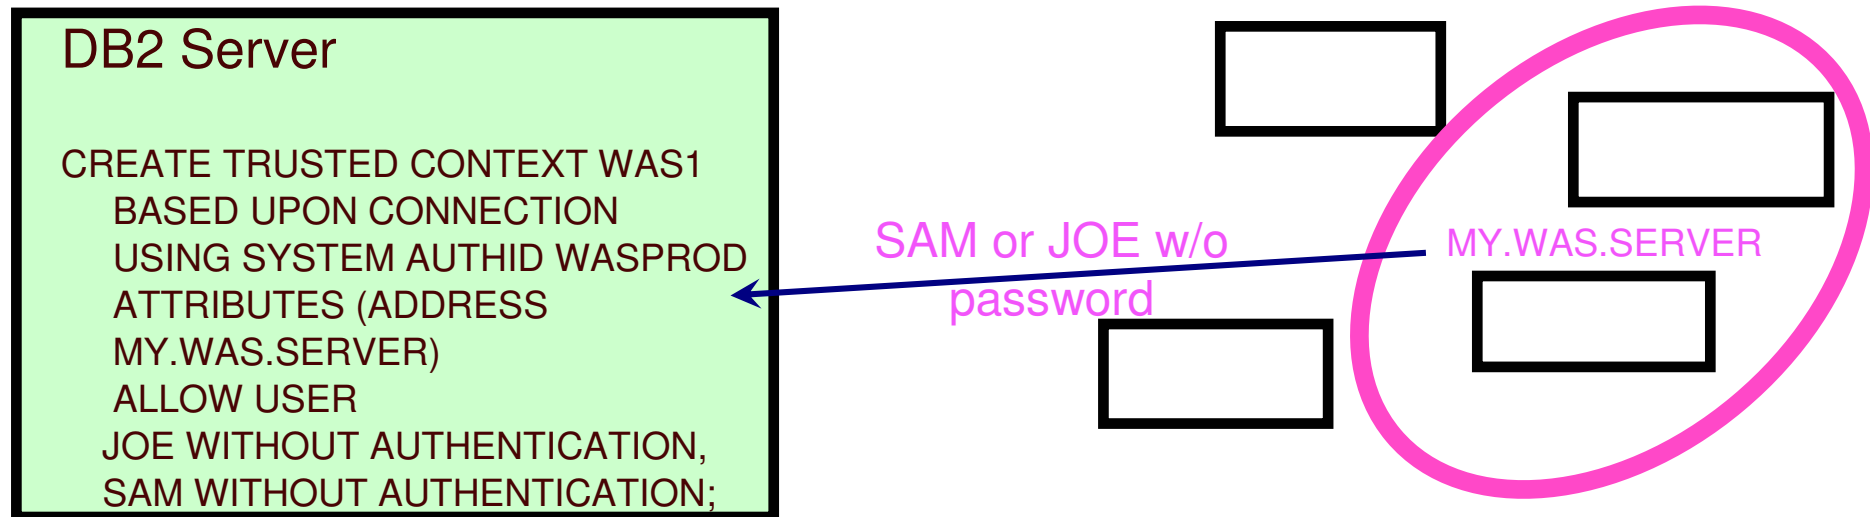 DB2 Server
CREATE TRUSTED CONTEXT WAS1
BASED UPON CONNECTION
USING SYSTEM AUTHID WASPROD
ATTRIBUTES (ADDRESS
MY.WAS.SERVER)
ALLOW USER
JOE WITHOUT AUTHENTICATION,
SAM WITHOUT AUTHENTICATION;
SAM or JOE w/o
password
MY.WAS.SERVER